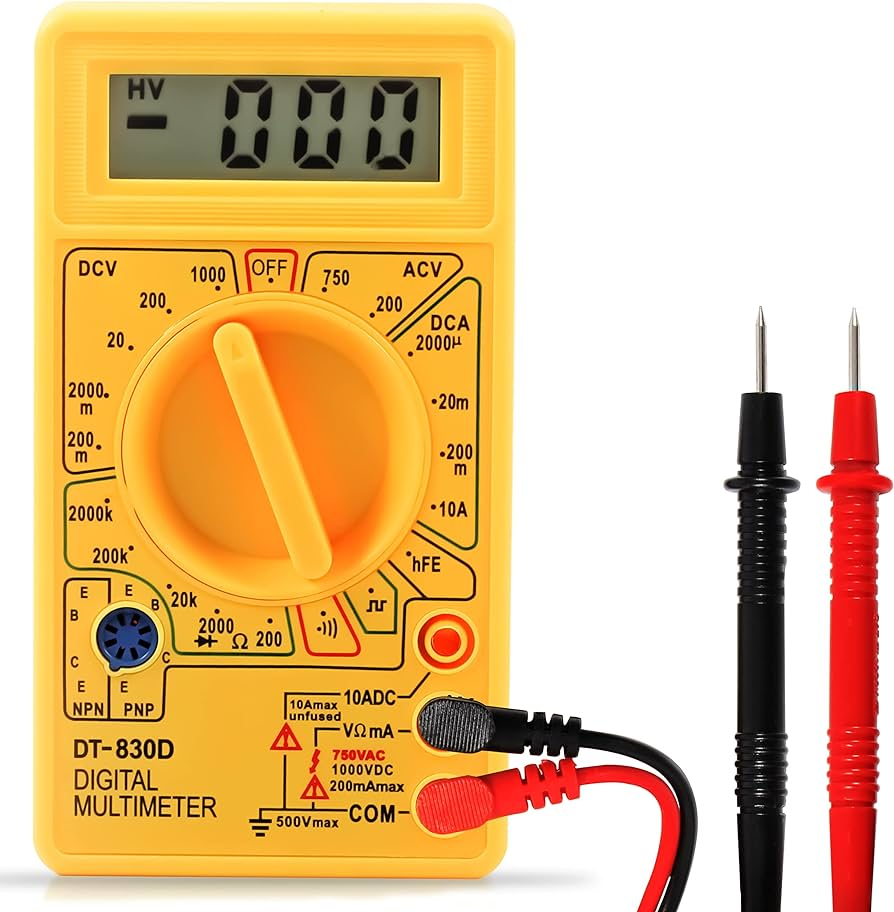 HV
- 000
DCV
1000
OFF
750
ACV
200
200
DCA
2000µ
20
2000
m
20m
200
m
200
m
2000k
10A
200k
hFE
20k
2000
Ω
200
E
B
C
E
NPN
E
B
C
E
PNP
10Amax
unfused
10ADC
VΩmA
750VAC
1000VDC
200mAmax
500Vmax
COM
DT-830D
DIGITAL
MULTIMETER